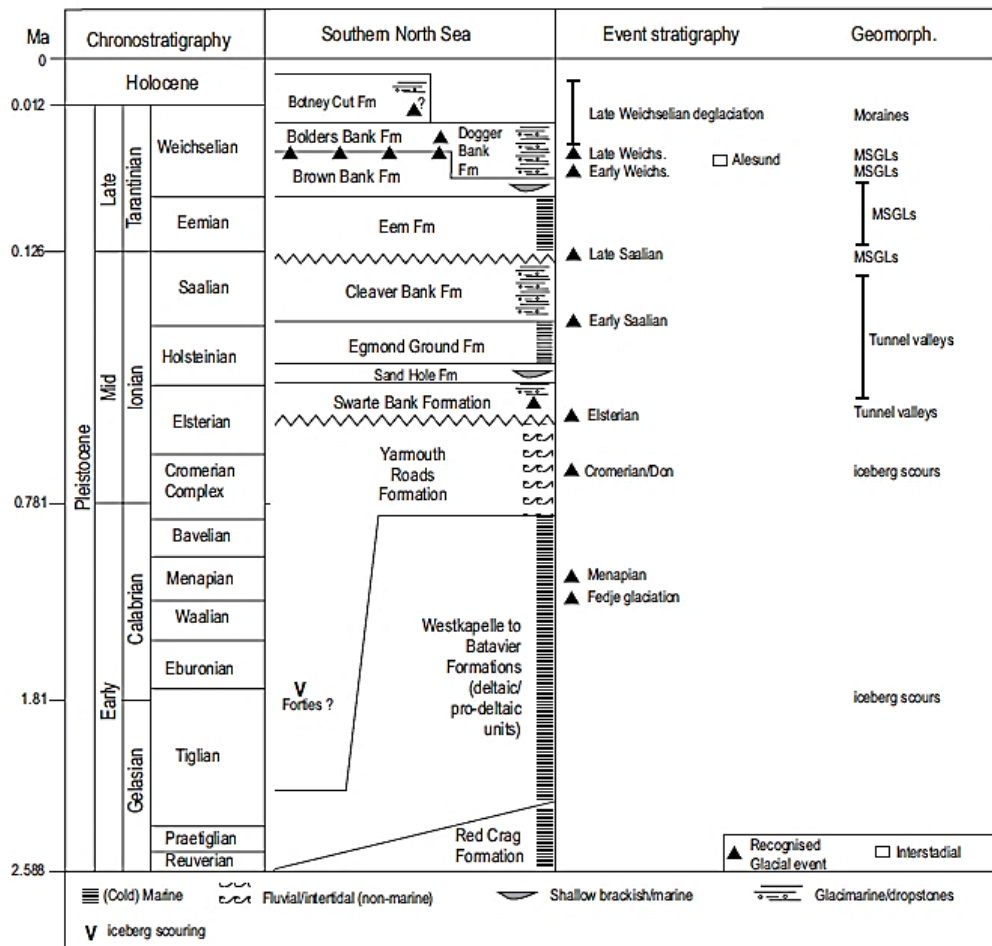 Ma
Chronostratigraphy
Southern North Sea
Event stratigraphy
Geomorph.
0
Holocene
0.012
Botney Cut Fm
?
Late Weichselian deglaciation
Moraines
Weichselian
Bolders Bank Fm
Dogger
Bank
Fm
Late Weichs.
Alesund
MSGLs
Brown Bank Fm
Early Weichs.
MSGLs
Late
Tarantinian
Eemian
Eem Fm
MSGLs
0.126
Late Saalian
MSGLs
Saalian
Cleaver Bank Fm
Early Saalian
Tunnel valleys
Holsteinian
Egmond Ground Fm
Sand Hole Fm
Mid
Ionian
Swarte Bank Formation
Elsterian
Elsterian
Tunnel valleys
Pleistocene
Cromerian
Complex
Yarmouth
Roads
Formation
Cromerian/Don
iceberg scours
0.781
Bavelian
Menapian
Menapian
Fedje glaciation
Calabrian
Waalian
Westkapelle to
Batavier
Formations
(deltaic/
pro-deltaic
units)
Eburonian
V
Forties ?
1.81
Early
iceberg scours
Tiglian
Gelasian
Praetiglian
Reuverian
Red Crag
Formation
2.588
Recognised
Glacial event
Interstadial
(Cold) Marine
Fluvial/intertidal (non-marine)
Shallow brackish/marine
Glacimarine/dropstones
V iceberg scouring